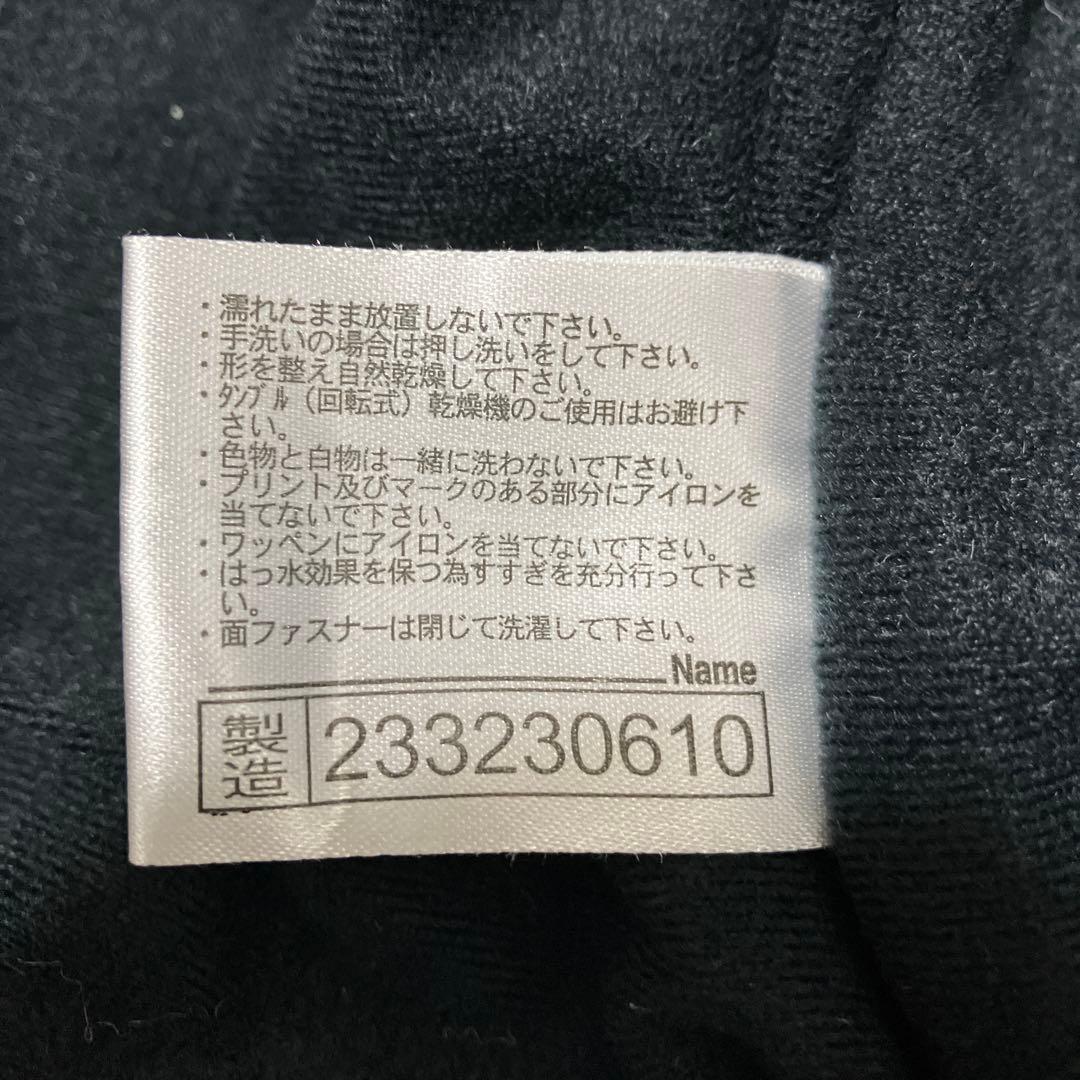 ・濡れたまま放置しないで下さい。
・手洗いの場合は押し洗いをして下さい。
・形を整え自然乾燥して下さい。
・ﾀﾝﾌﾞﾙ（回転式）乾燥機のご使用はお避け下
さい。
・色物と白物は一緒に洗わないで下さい。
・プリント及びマークのある部分にアイロンを
当てないで下さい。
・ワッペンにアイロンを当てないで下さい。
・はっ水効果を保つ為すすぎを充分行って下さ
い。
・面ファスナーは閉じて洗濯して下さい。
Name
製造 233230610